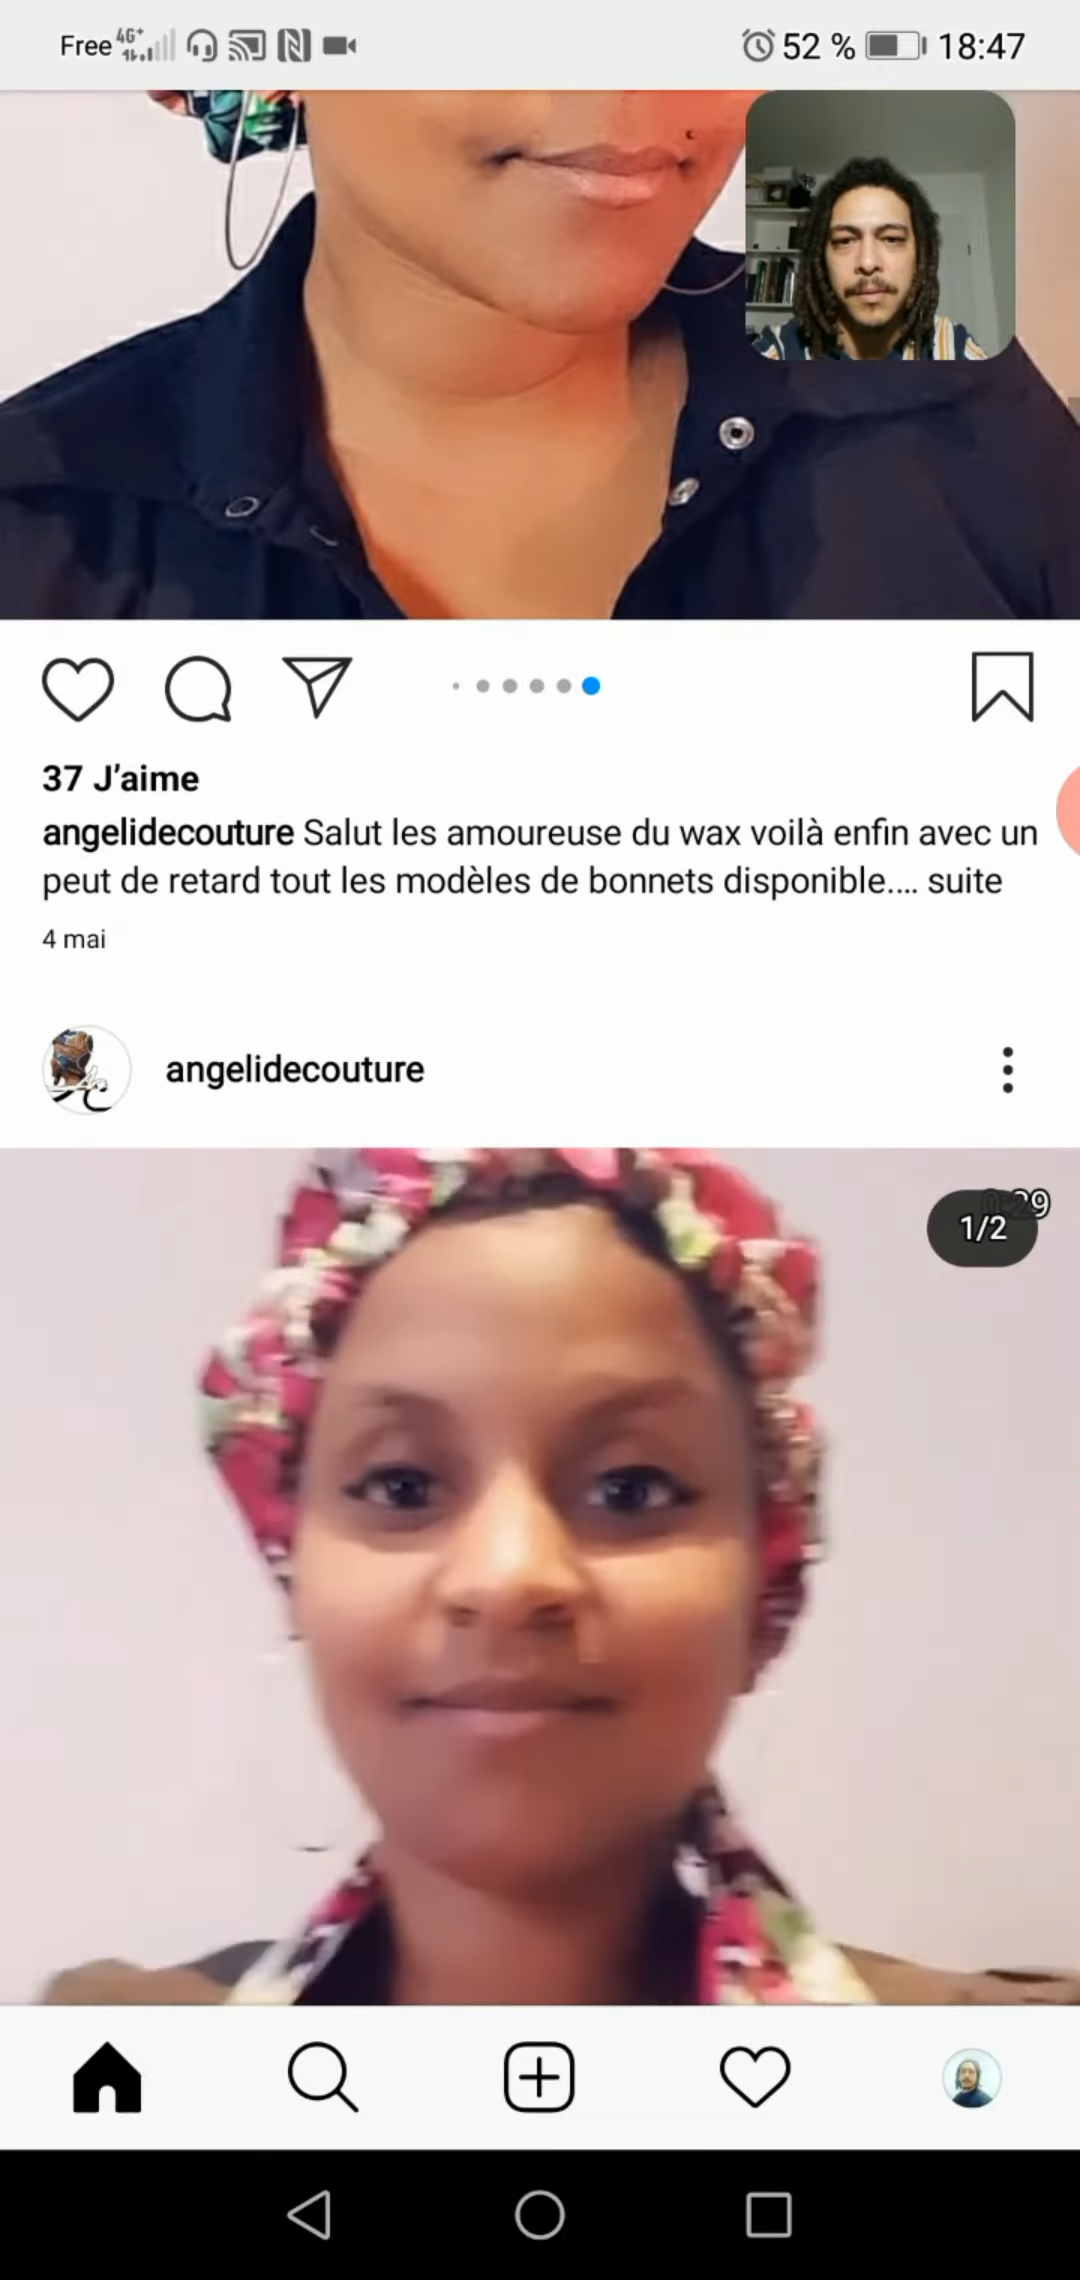 Free 4G+ 52 % 18:47
37 J'aime
angelidecouture Salut les amoureuse du wax voilà enfin avec un
peut de retard tout les modèles de bonnets disponible.... suite
4 mai
angelidecouture
1/2